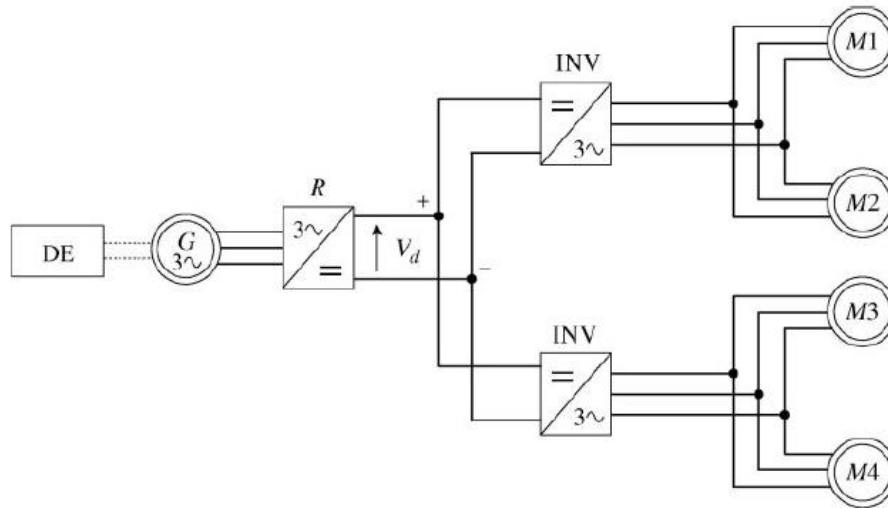 INV
M1
=
3~
R
M2
+
DE
G
3~
3~
=
V_d
−
INV
M3
=
3~
M4